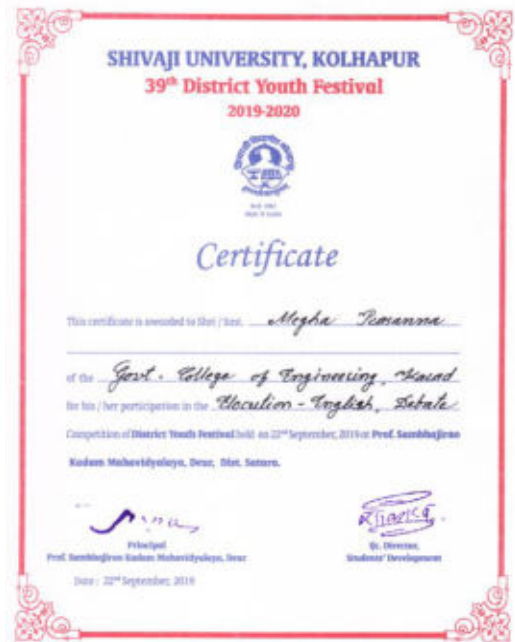 SHIVAJI UNIVERSITY, KOLHAPUR
39th District Youth Festival
2019-2020
Certificate
This certificate is awarded to Shri / Smt. Megha Prasanna
of the Govt. College of Engineering, Karad
for his / her participation in the Elocution - English, Debate
Competition of District Youth Festival held on 22nd September, 2019 at Prof. Sambhajirao
Kadam Mahavidyalaya, Deur, Dist. Satara.
Principal
Prof. Sambhajirao Kadam Mahavidyalaya, Deur
Date : 22nd September, 2019
Director,
Students' Development